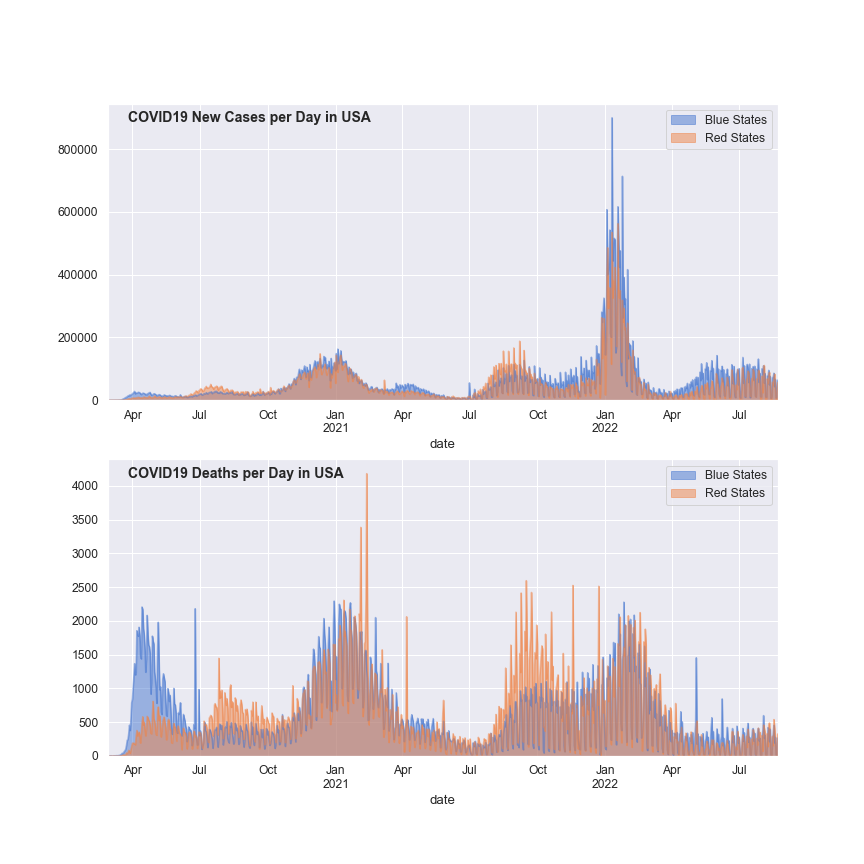 COVID19 New Cases per Day in USA
Blue States
Red States
800000
600000
400000
200000
0
Apr Jul Oct Jan Apr Jul Oct Jan Apr Jul
2021 2022
date
COVID19 Deaths per Day in USA
Blue States
Red States
4000
3500
3000
2500
2000
1500
1000
500
0
Apr Jul Oct Jan Apr Jul Oct Jan Apr Jul
2021 2022
date